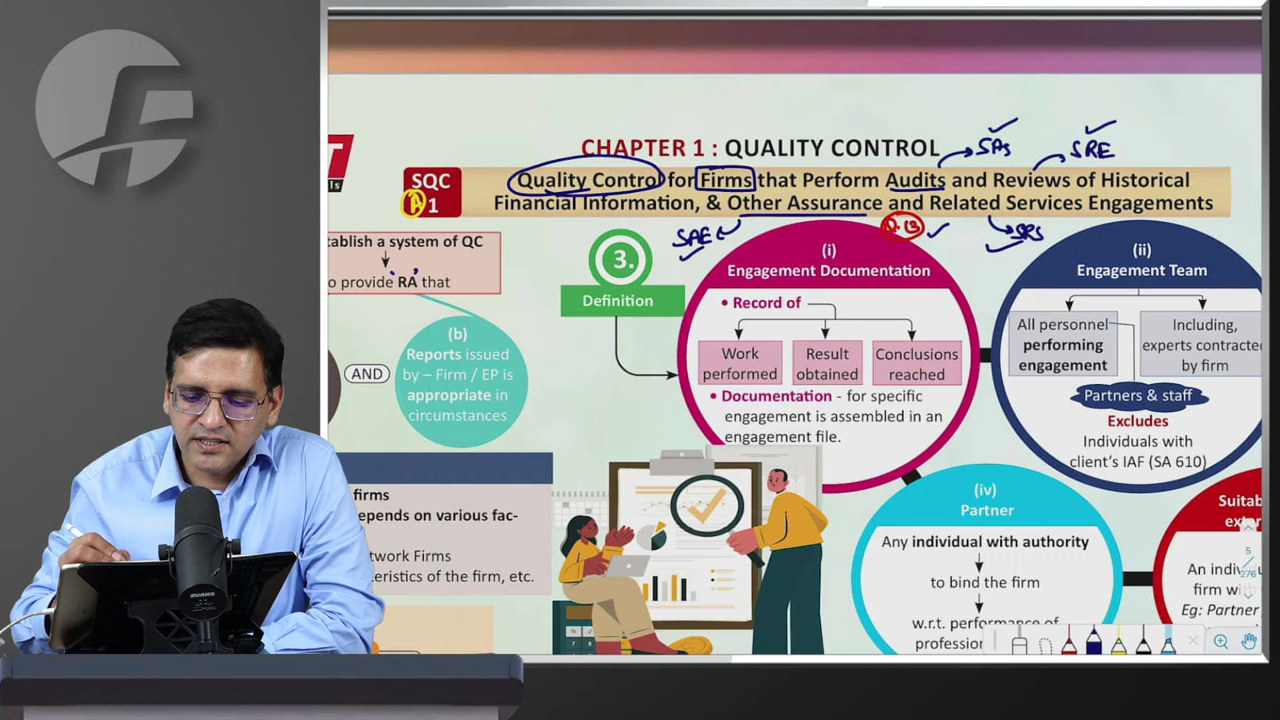 CHAPTER 1 : QUALITY CONTROL
SAs
SRE
SQC
1
Quality Control for Firms that Perform Audits and Reviews of Historical
Financial Information, & Other Assurance and Related Services Engagements
SAE
SRS
tablish a system of QC
o provide RA that
(b)
Reports issued
by – Firm / EP is
appropriate in
circumstances
AND
3.
Definition
(i)
Engagement Documentation
• Record of
Work
performed
Result
obtained
Conclusions
reached
• Documentation - for specific
engagement is assembled in an
engagement file.
(ii)
Engagement Team
All personnel
performing
engagement
Including,
experts contracted
by firm
Partners & staff
Excludes
Individuals with
client's IAF (SA 610)
firms
epends on various fac-
twork Firms
teristics of the firm, etc.
(iv)
Partner
Any individual with authority
to bind the firm
w.r.t. performance of
profession
Suitab
exter
An indivi
firm wi
Eg: Partner
5
276